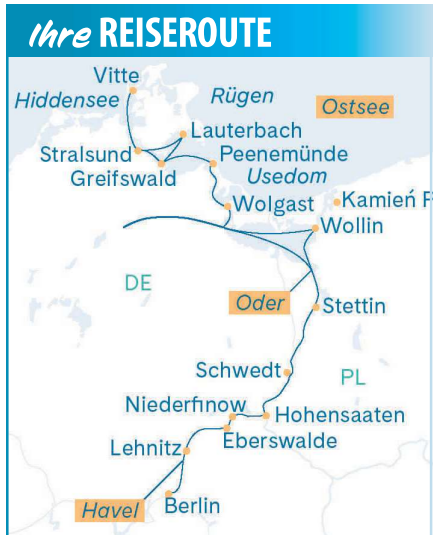 Ihre REISEROUTE
Vitte
Hiddensee
Rügen
Ostsee
Lauterbach
Stralsund
Peenemünde
Greifswald
Usedom
Wolgast
Kamień
Wollin
DE
Oder
Stettin
Schwedt
PL
Niederfinow
Hohensaaten
Eberswalde
Lehnitz
Havel
Berlin